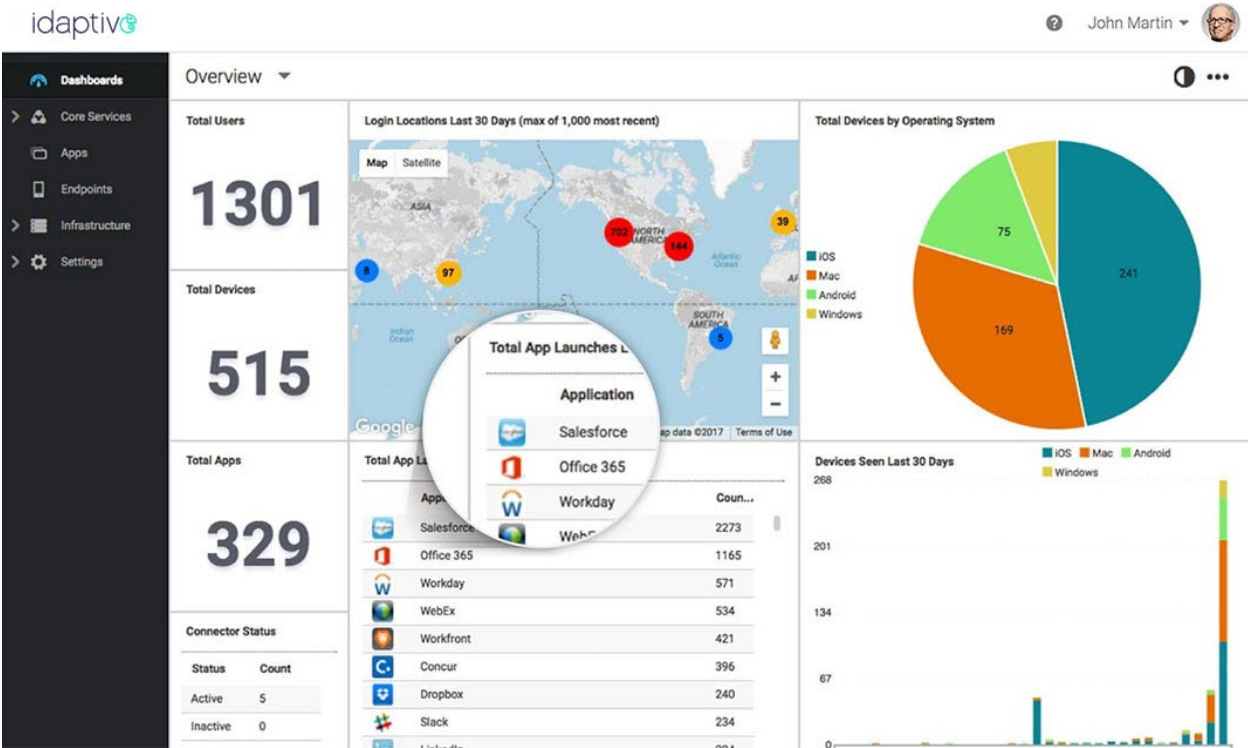 idaptive
John Martin
Dashboards
Core Services
Apps
Endpoints
Infrastructure
Settings
Overview
Total Users
1301
Total Devices
515
Total Apps
329
Connector Status
Status Count
Active 5
Inactive 0
Login Locations Last 30 Days (max of 1,000 most recent)
Map Satellite
ASIA
NORTH
AMERICA
Atlantic
Ocean
Indian
Ocean
SOUTH
AMERICA
AF
702
144
39
8
97
5
+
−
Google
ap data ©2017 Terms of Use
Total App Launches L
Application
Salesforce
Office 365
Workday
WebE
Total App La
App
Coun...
Salesforce 2273
Office 365 1165
Workday 571
WebEx 534
Workfront 421
Concur 396
Dropbox 240
Slack 234
Total Devices by Operating System
iOS
Mac
Android
Windows
75
241
169
Devices Seen Last 30 Days
iOS Mac Android
Windows
268
201
134
67
0